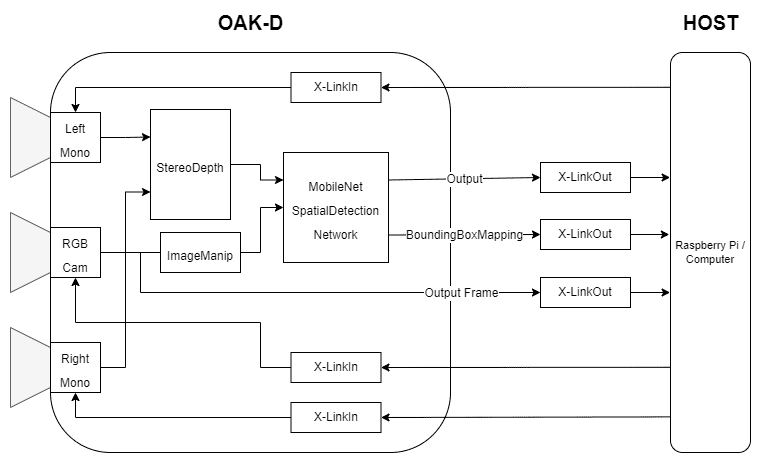 OAK-D
HOST
X-LinkIn
Left
Mono
StereoDepth
MobileNet
SpatialDetection
Network
Output
X-LinkOut
RGB
Cam
ImageManip
BoundingBoxMapping
X-LinkOut
Raspberry Pi /
Computer
Output Frame
X-LinkOut
Right
Mono
X-LinkIn
X-LinkIn